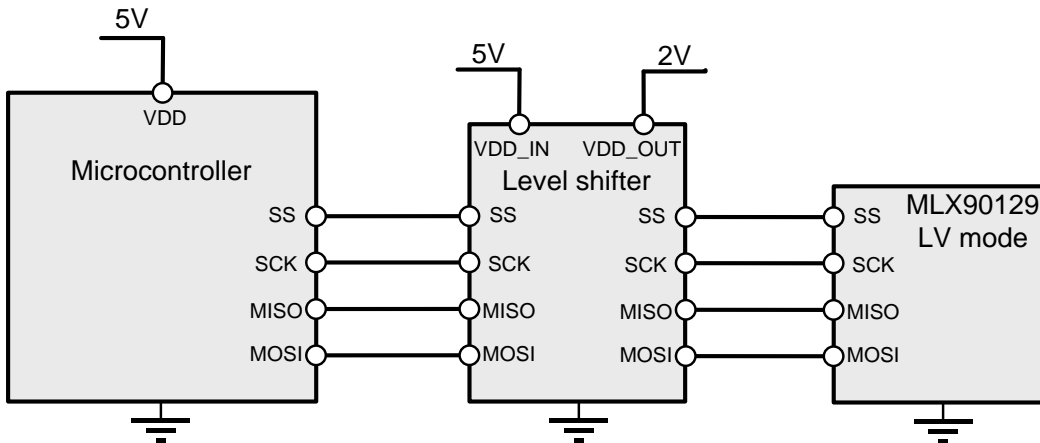 5V
VDD
Microcontroller
SS
SCK
MISO
MOSI
5V
2V
VDD_IN
VDD_OUT
Level shifter
SS
SCK
MISO
MOSI
SS
SCK
MISO
MOSI
MLX90129
LV mode
SS
SCK
MISO
MOSI